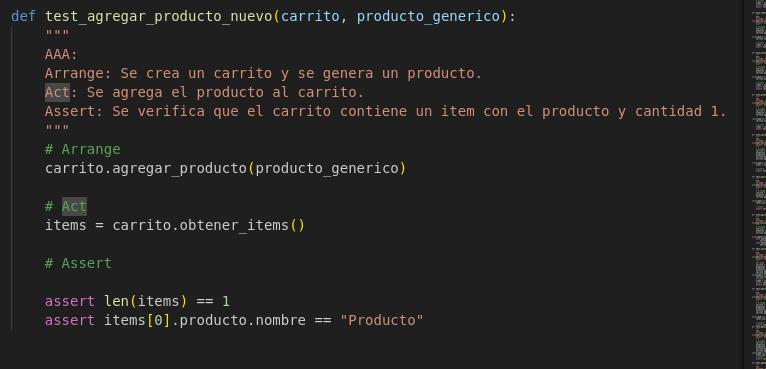 def test_agregar_producto_nuevo(carrito, producto_generico):
    """
    AAA:
    Arrange: Se crea un carrito y se genera un producto.
    Act: Se agrega el producto al carrito.
    Assert: Se verifica que el carrito contiene un item con el producto y cantidad 1.
    """
    # Arrange
    carrito.agregar_producto(producto_generico)

    # Act
    items = carrito.obtener_items()

    # Assert

    assert len(items) == 1
    assert items[0].producto.nombre == "Producto"